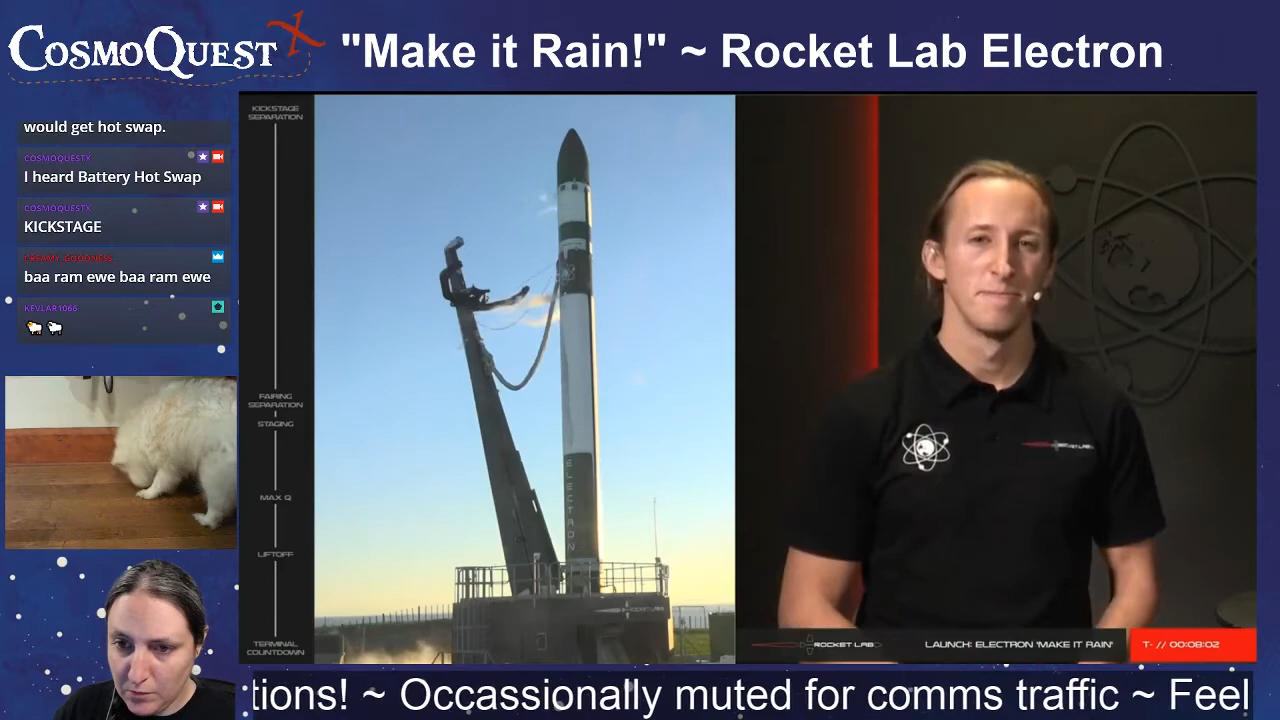 COSMOQUEST X
"Make it Rain!" ~ Rocket Lab Electron
would get hot swap.
COSMOQUESTX
I heard Battery Hot Swap
COSMOQUESTX
KICKSTAGE
CREAMY_GOODNESS
baa ram ewe baa ram ewe
KEVLAR1066
KICKSTAGE
SEPARATION
FAIRING
SEPARATION
STAGING
MAX Q
LIFTOFF
TERMINAL
COUNTDOWN
ELECTRON
ROCKET LAB
LAUNCH: ELECTRON 'MAKE IT RAIN'
T- // 00:08:02
tions! ~ Occassionally muted for comms traffic ~ Feel